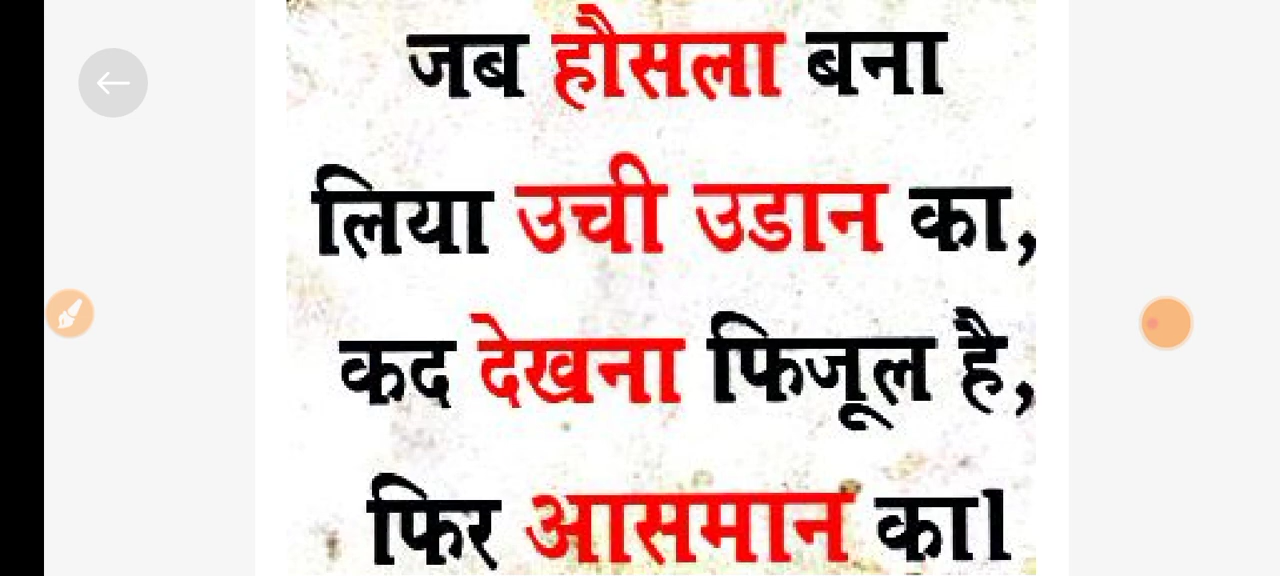 जब हौसला बना
लिया उची उडान का,
कद देखना फिजूल है,
फिर आसमान का।